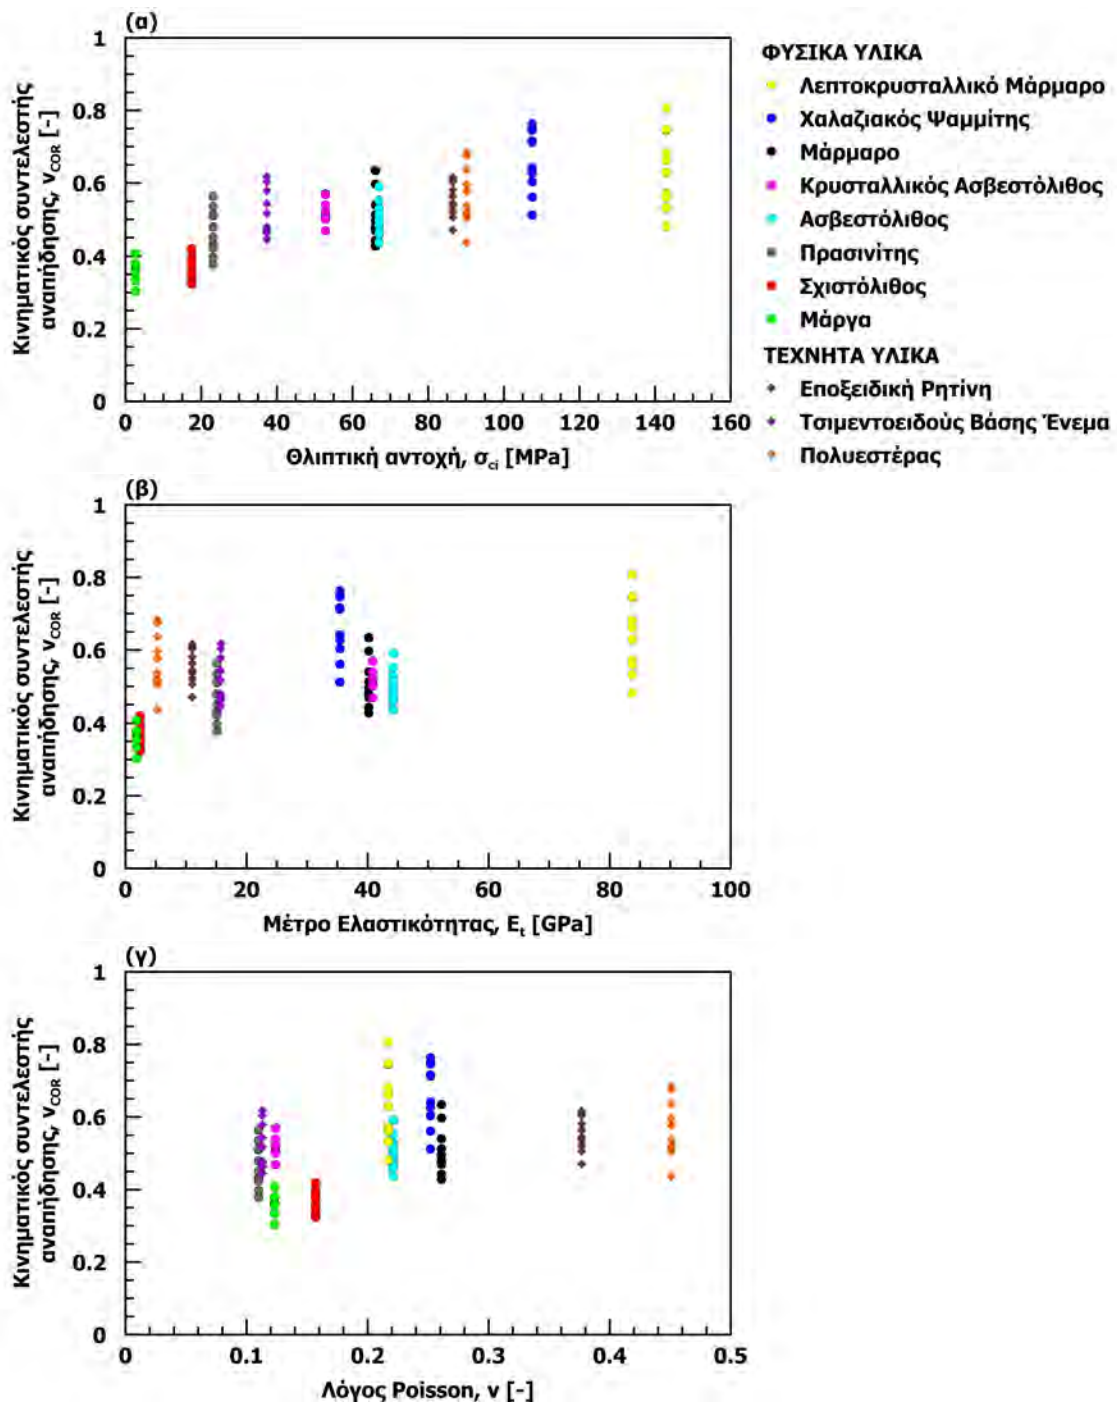 (α)
1
0.8
0.6
0.4
0.2
0
Κινηματικός συντελεστής
αναπήδησης, v_COR [-]
0 20 40 60 80 100 120 140 160
Θλιπτική αντοχή, σ_ci [MPa]
ΦΥΣΙΚΑ ΥΛΙΚΑ
Λεπτοκρυσταλλικό Μάρμαρο
Χαλαζιακός Ψαμμίτης
Μάρμαρο
Κρυσταλλικός Ασβεστόλιθος
Ασβεστόλιθος
Πρασινίτης
Σχιστόλιθος
Μάργα
ΤΕΧΝΗΤΑ ΥΛΙΚΑ
Εποξειδική Ρητίνη
Τσιμεντοειδούς Βάσης Ένεμα
Πολυεστέρας
(β)
1
0.8
0.6
0.4
0.2
0
Κινηματικός συντελεστής
αναπήδησης, v_COR [-]
0 20 40 60 80 100
Μέτρο Ελαστικότητας, E_t [GPa]
(γ)
1
0.8
0.6
0.4
0.2
0
Κινηματικός συντελεστής
αναπήδησης, v_COR [-]
0 0.1 0.2 0.3 0.4 0.5
Λόγος Poisson, ν [-]